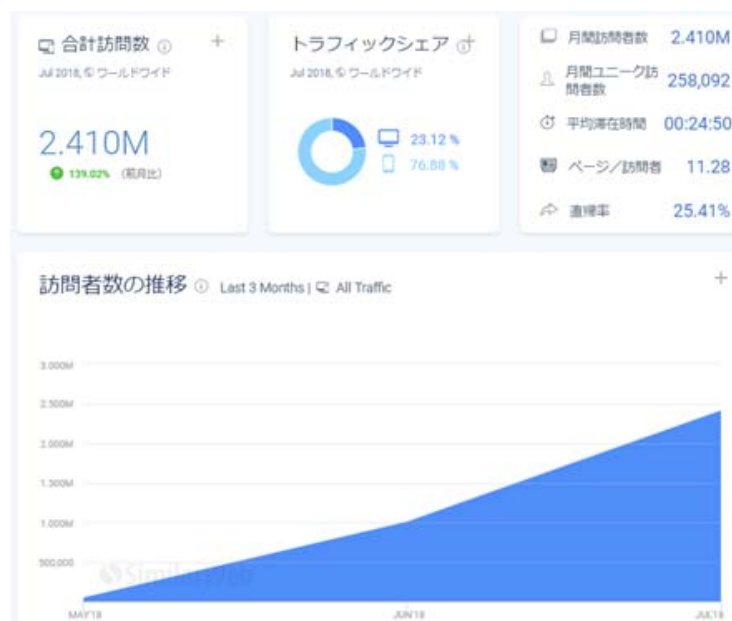 合計訪問数
Jul 2018, ワールドワイド
2.410M
139.02% (前月比)
トラフィックシェア
Jul 2018, ワールドワイド
23.12 %
76.88 %
月間訪問者数 2.410M
月間ユニーク訪問者数 258,092
平均滞在時間 00:24:50
ページ/訪問者 11.28
直帰率 25.41%
訪問者数の推移 Last 3 Months | All Traffic
3.000M
2.500M
2.000M
1.500M
1.000M
500,000
SimilarWeb
MAY'18 JUN'18 JUL'18